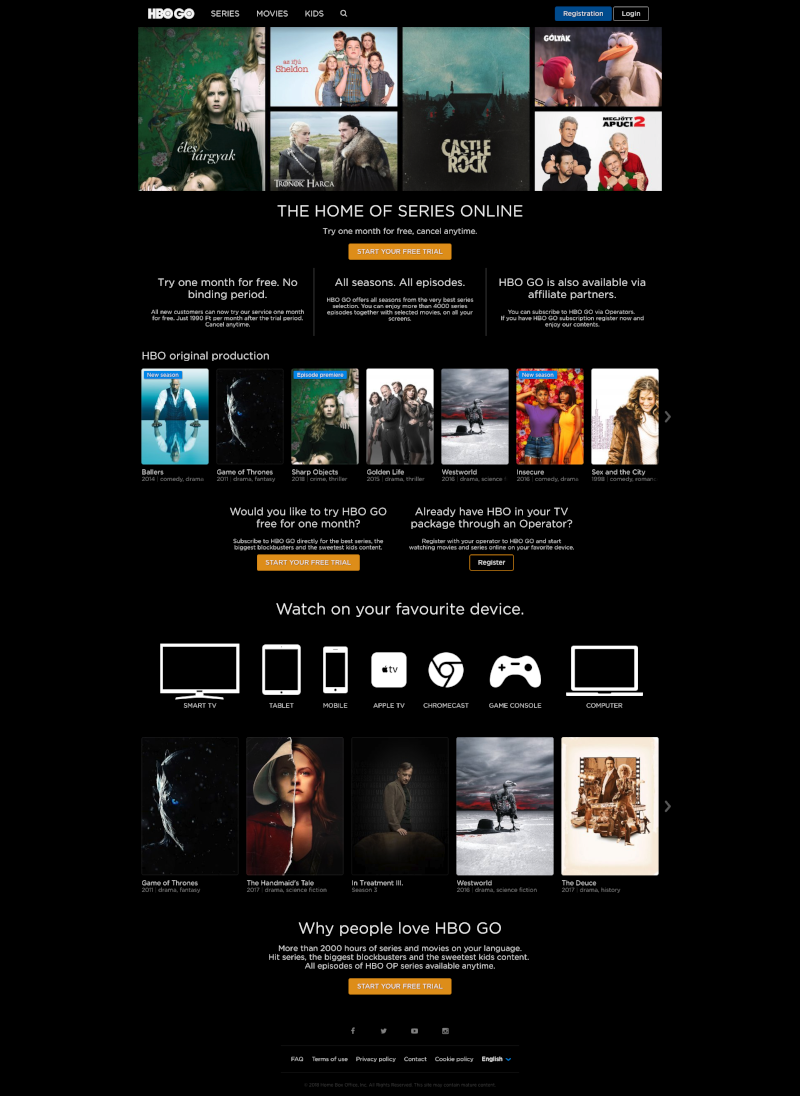 HBO GO SERIES MOVIES KIDS Registration Login
éles tárgyak
az ifjú Sheldon
TRÓNOK HARCA
CASTLE ROCK
GÓLYÁK
MEGJÖTT APUCI 2
THE HOME OF SERIES ONLINE
Try one month for free, cancel anytime.
START YOUR FREE TRIAL
Try one month for free. No
binding period.
All new customers can now try our service one month
for free. Just 1990 Ft per month after the trial period.
Cancel anytime.
All seasons. All episodes.
HBO GO offers all seasons from the very best series
selection. You can enjoy more than 4000 series
episodes together with selected movies, on all your
screens.
HBO GO is also available via
affiliate partners.
You can subscribe to HBO GO via Operators.
If you have HBO GO subscription register now and
enjoy our contents.
HBO original production
New season
Episode premiere
New season
Ballers
2014 | comedy, drama
Game of Thrones
2011 | drama, fantasy
Sharp Objects
2018 | crime, thriller
Golden Life
2015 | drama, thriller
Westworld
2016 | drama, science
Insecure
2016 | comedy, drama
Sex and the City
1998 | comedy, roman
Would you like to try HBO GO
free for one month?
Subscribe to HBO GO directly for the best series, the
biggest blockbusters and the sweetest kids content.
START YOUR FREE TRIAL
Already have HBO in your TV
package through an Operator?
Register with your operator to HBO GO and start
watching movies and series online on your favorite device.
Register
Watch on your favourite device.
tv
SMART TV TABLET MOBILE APPLE TV CHROMECAST GAME CONSOLE COMPUTER
Game of Thrones
2011 | drama, fantasy
The Handmaid's Tale
2017 | drama, science fiction
In Treatment III.
Season 3
Westworld
2016 | drama, science fiction
The Deuce
2017 | drama, history
Why people love HBO GO
More than 2000 hours of series and movies on your language.
Hit series, the biggest blockbusters and the sweetest kids content.
All episodes of HBO OP series available anytime.
START YOUR FREE TRIAL
FAQ Terms of use Privacy policy Contact Cookie policy English
© 2018 Home Box Office, Inc. All Rights Reserved. This site may contain mature content.